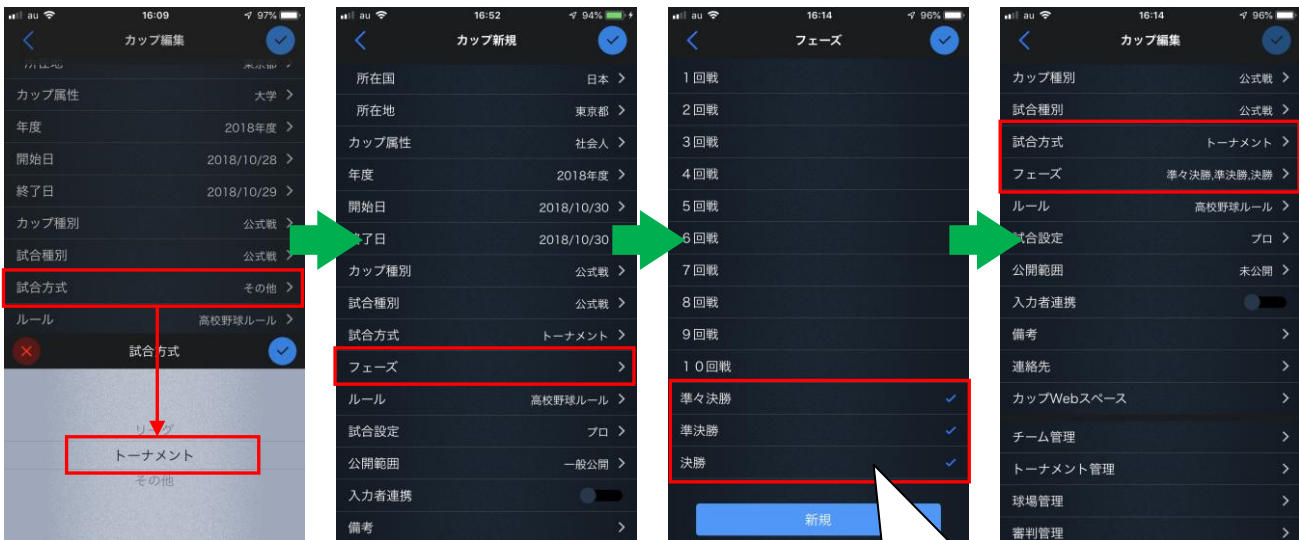 au 16:09 97%
カップ編集
所在地 東京都
カップ属性 大学
年度 2018年度
開始日 2018/10/28
終了日 2018/10/29
カップ種別 公式戦
試合種別 公式戦
試合方式 その他
ルール 高校野球ルール
試合方式
リーグ
トーナメント
その他
au 16:52 94%
カップ新規
所在国 日本
所在地 東京都
カップ属性 社会人
年度 2018年度
開始日 2018/10/30
了日 2018/10/30
カップ種別 公式戦
試合種別 公式戦
試合方式 トーナメント
フェーズ
ルール 高校野球ルール
試合設定 プロ
公開範囲 一般公開
入力者連携
備考
au 16:14 96%
フェーズ
1回戦
2回戦
3回戦
4回戦
5回戦
6回戦
7回戦
8回戦
9回戦
10回戦
準々決勝
準決勝
決勝
新規
au 16:14 96%
カップ編集
カップ種別 公式戦
試合種別 公式戦
試合方式 トーナメント
フェーズ 準々決勝,準決勝,決勝
ルール 高校野球ルール
試合設定 プロ
公開範囲 未公開
入力者連携
備考
連絡先
カップWebスペース
チーム管理
トーナメント管理
球場管理
審判管理